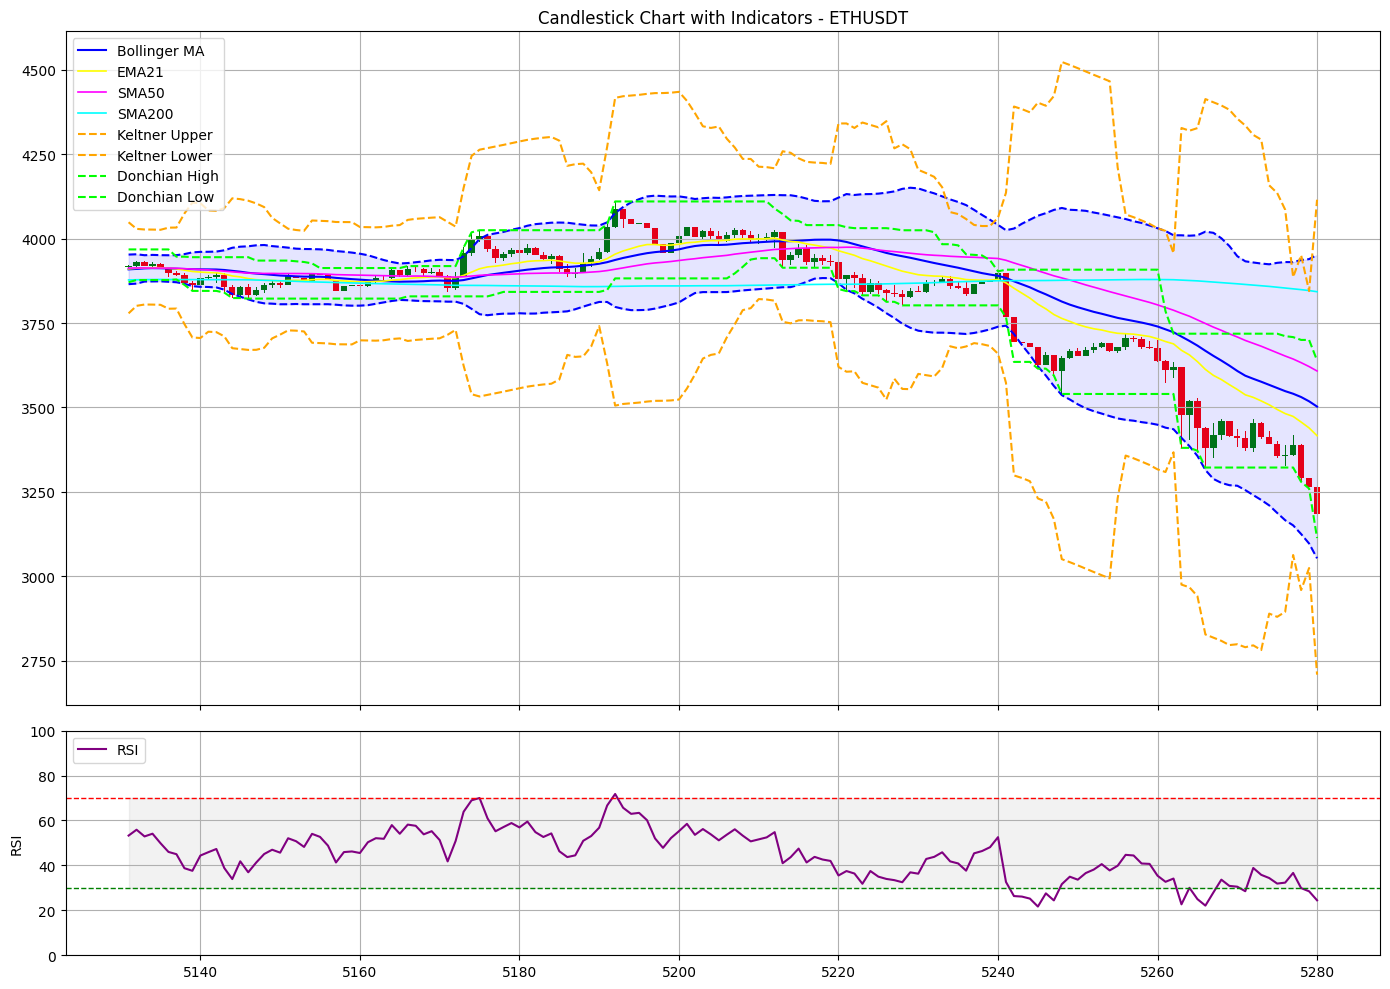 Candlestick Chart with Indicators - ETHUSDT
Bollinger MA
EMA21
SMA50
SMA200
Keltner Upper
Keltner Lower
Donchian High
Donchian Low
4500
4250
4000
3750
3500
3250
3000
2750
RSI
RSI
100
80
60
40
20
0
5140
5160
5180
5200
5220
5240
5260
5280